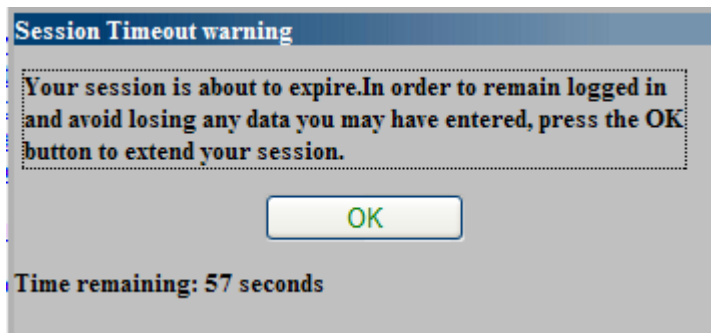 Session Timeout warning
Your session is about to expire.In order to remain logged in
and avoid losing any data you may have entered, press the OK
button to extend your session.
OK
Time remaining: 57 seconds